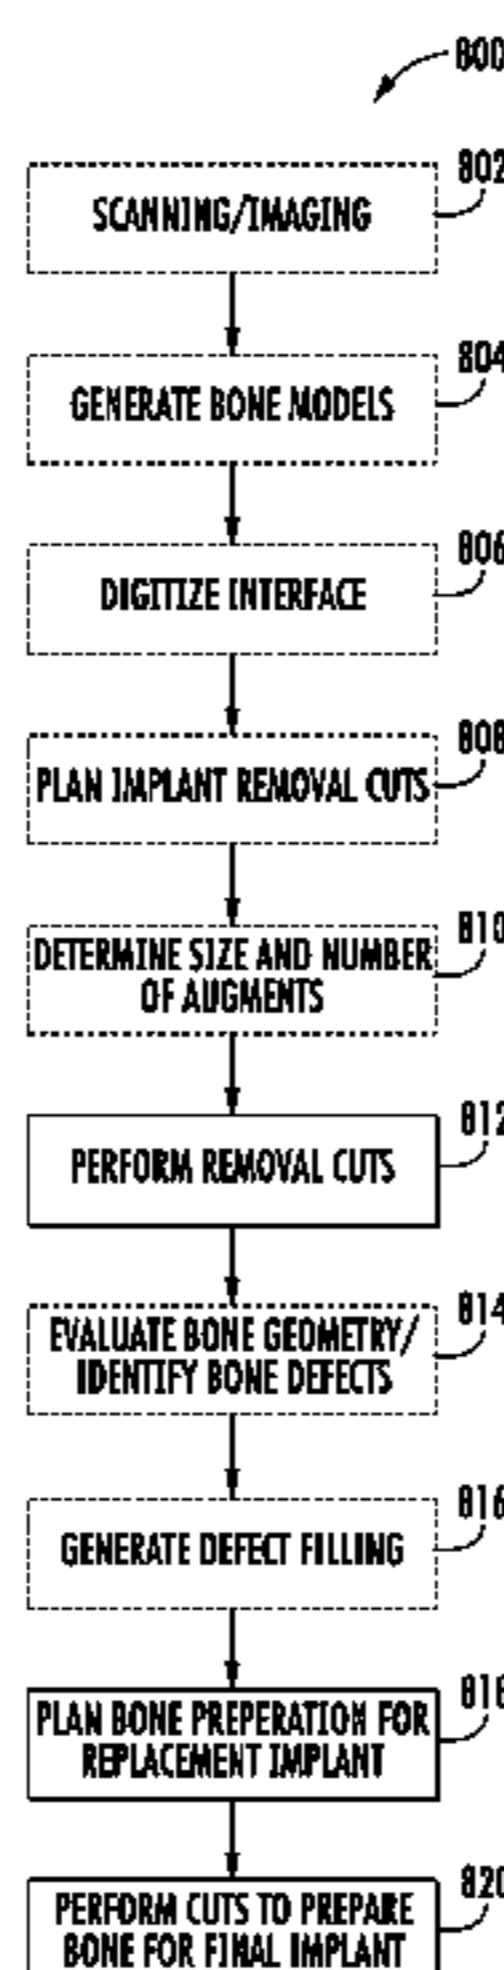 800
802
SCANNING/IMAGING
804
GENERATE BONE MODELS
806
DIGITIZE INTERFACE
808
PLAN IMPLANT REMOVAL CUTS
810
DETERMINE SIZE AND NUMBER
OF AUGMENTS
812
PERFORM REMOVAL CUTS
814
EVALUATE BONE GEOMETRY/
IDENTIFY BONE DEFECTS
816
GENERATE DEFECT FILLING
818
PLAN BONE PREPERATION FOR
REPLACEMENT IMPLANT
820
PERFORM CUTS TO PREPARE
BONE FOR FINAL IMPLANT